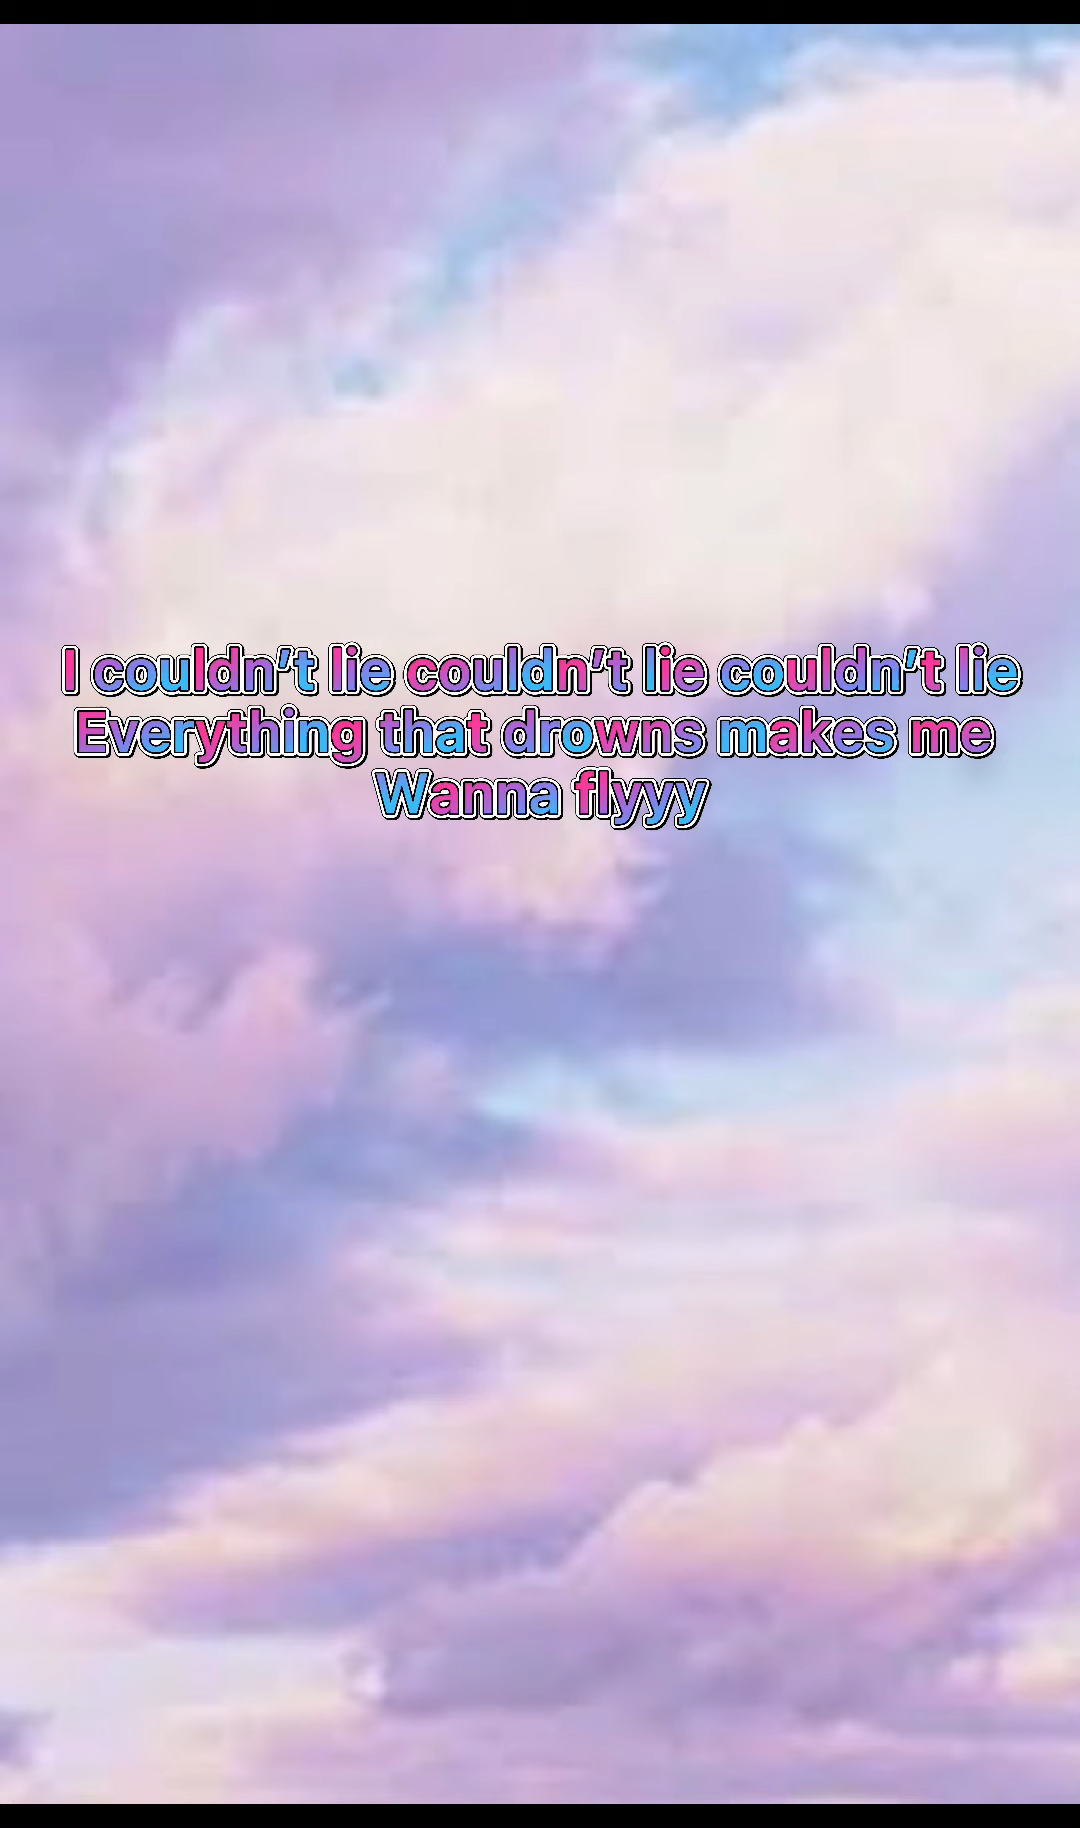 I couldn’t lie couldn’t lie couldn’t lie
Everything that drowns makes me
Wanna flyyy